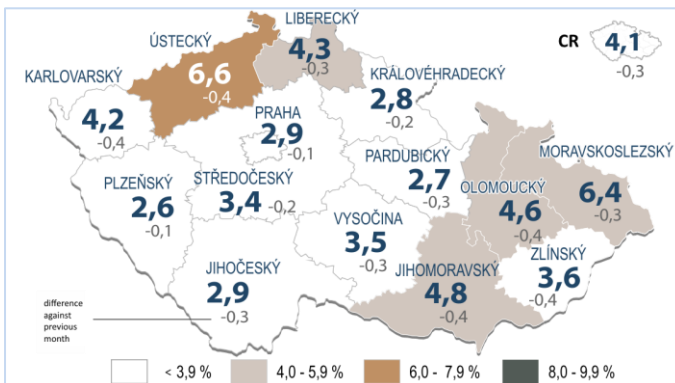 LIBERECKÝ
4,3
-0,3
ÚSTECKÝ
6,6
-0,4
CR
4,1
-0,3
KARLOVARSKÝ
4,2
-0,4
KRÁLOVÉHRADECKÝ
2,8
-0,2
PRAHA
2,9
-0,1
PARDUBICKÝ
2,7
-0,3
MORAVSKOSLEZSKÝ
6,4
-0,3
PLZEŇSKÝ
2,6
-0,1
STŘEDOČESKÝ
3,4 -0,2
OLOMOUCKÝ
4,6
-0,4
VYSOČINA
3,5
-0,3
ZLÍNSKÝ
3,6
-0,4
JIHOČESKÝ
2,9
-0,3
JIHOMORAVSKÝ
4,8
-0,4
difference
against
previous
month
< 3,9 % 4,0 - 5,9 % 6,0 - 7,9 % 8,0 - 9,9 %